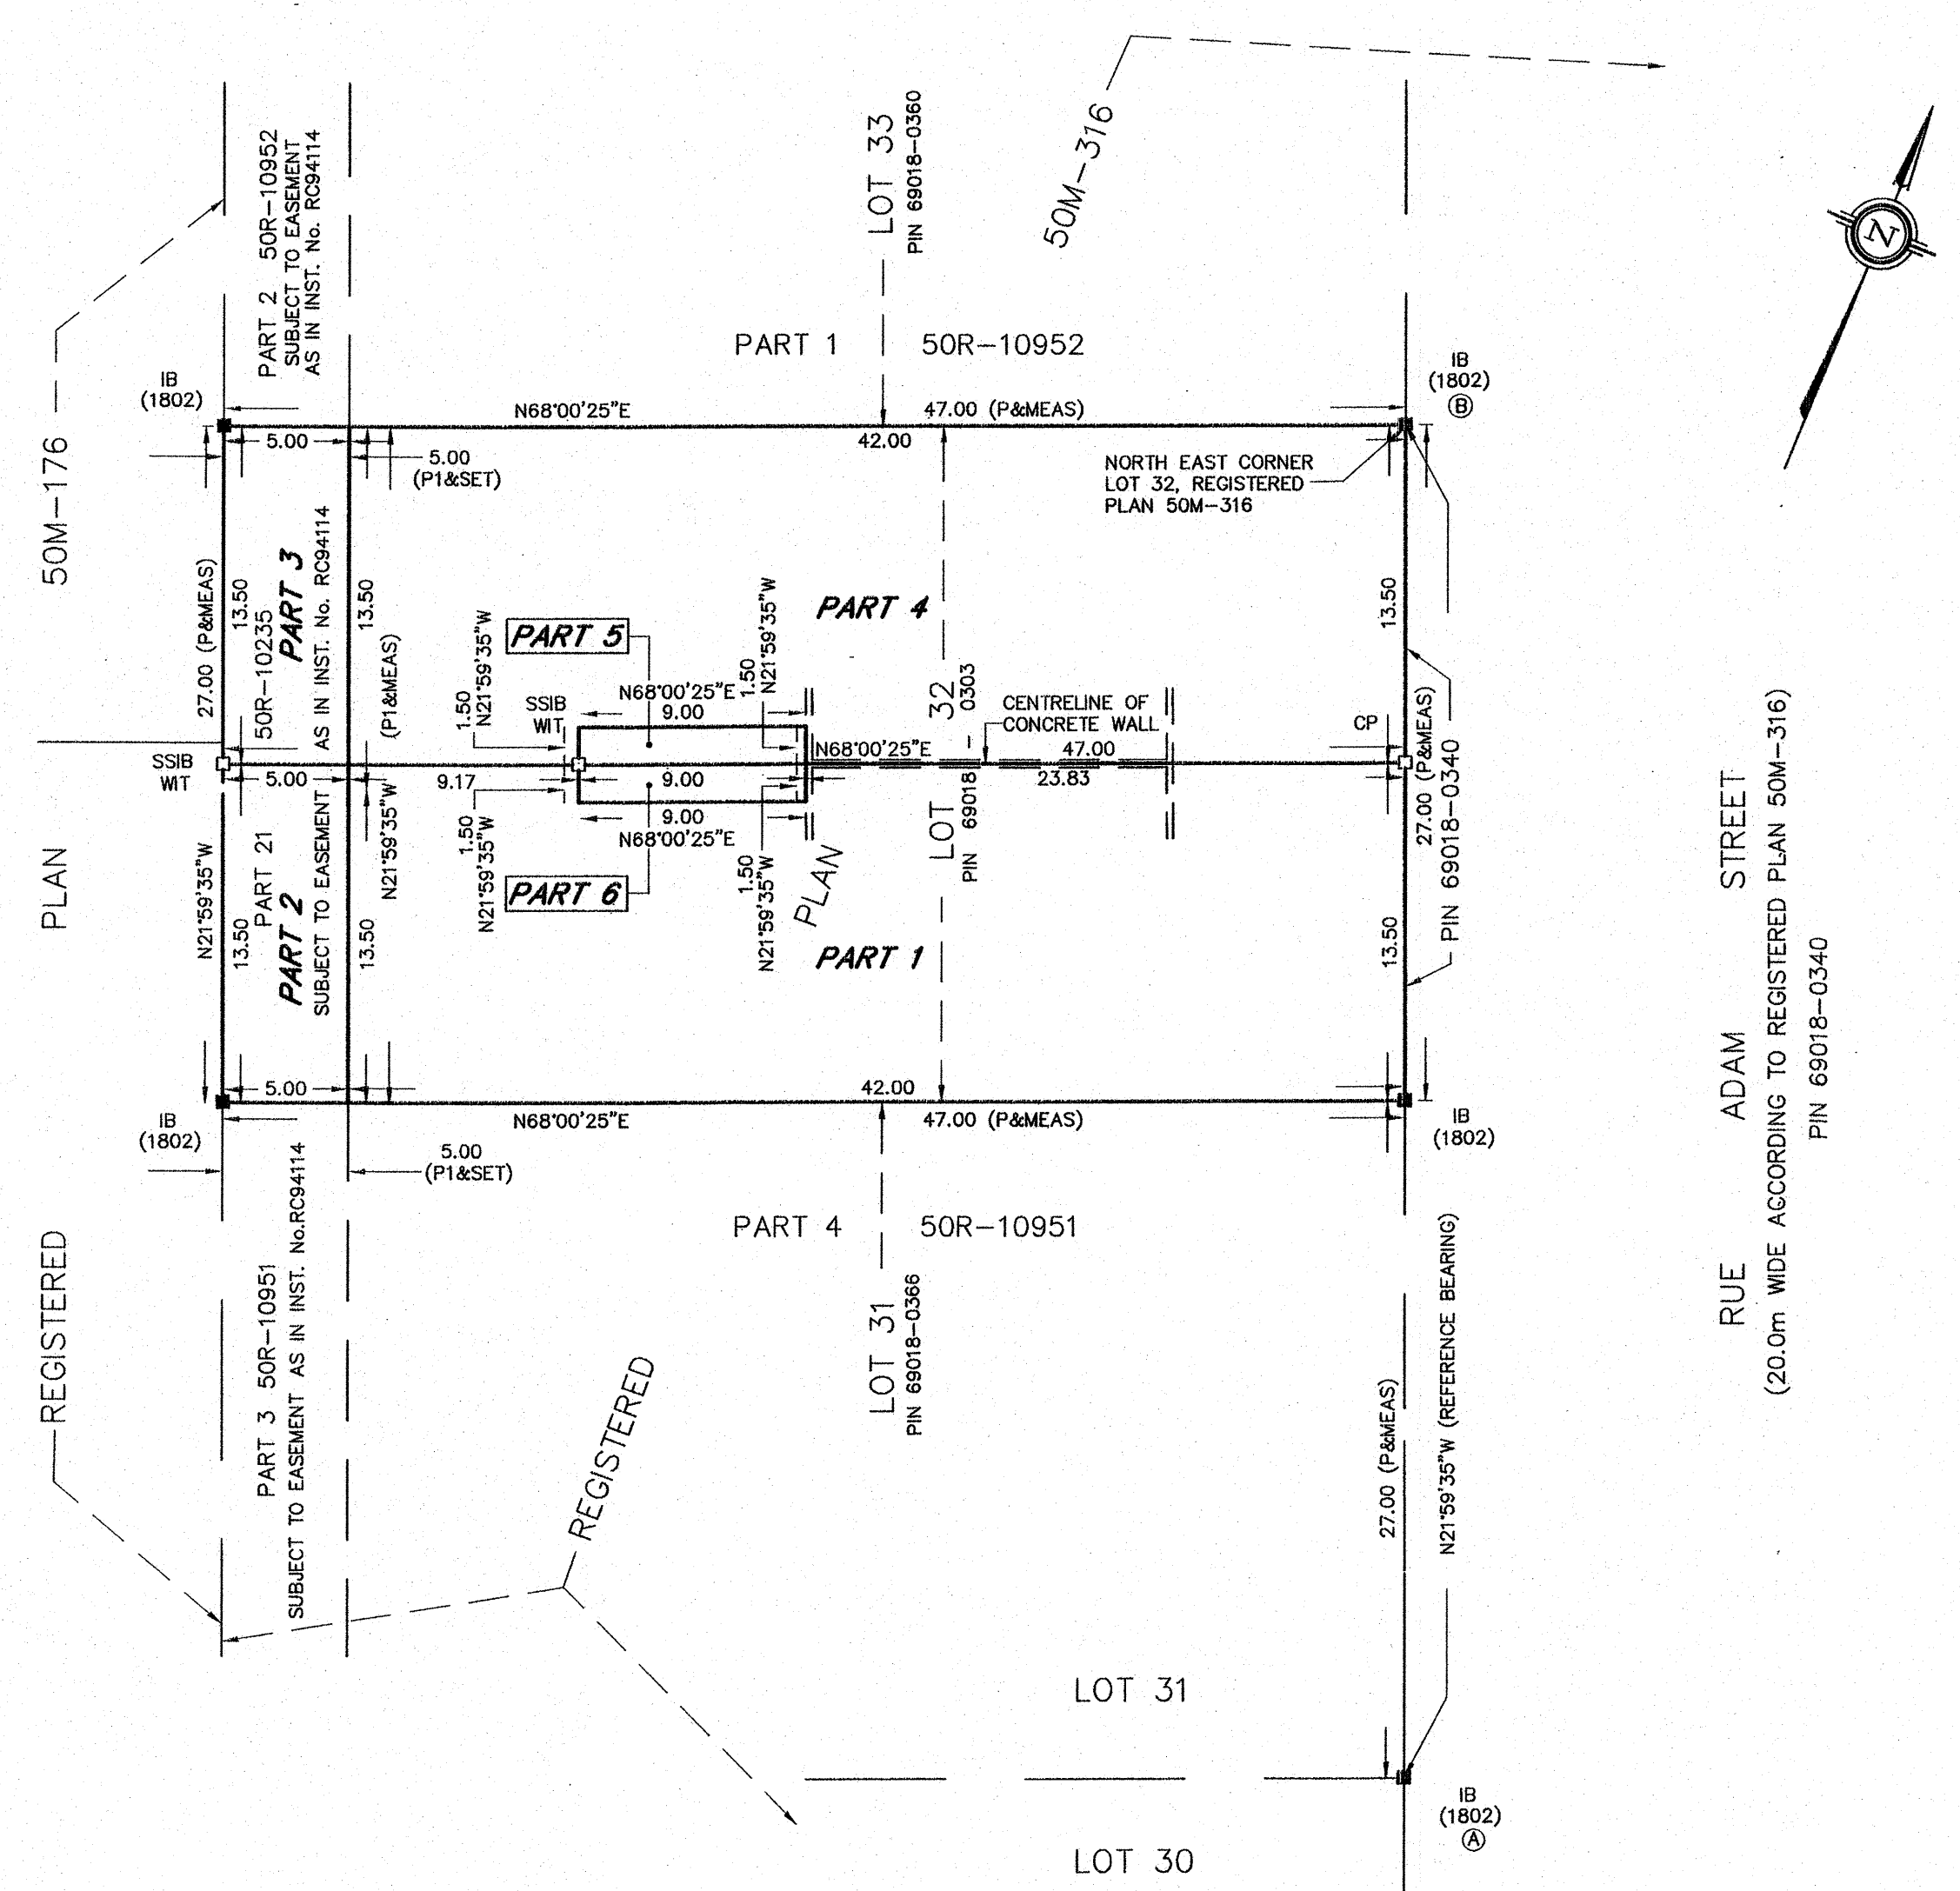 50M-316
LOT 33
PIN 69018-0360
PART 2 50R-10952
SUBJECT TO EASEMENT
AS IN INST. No. RC94114
N
PART 1 50R-10952
IB
(1802)
IB
(1802)
B
N68°00'25"E
47.00 (P&MEAS)
5.00
42.00
5.00
(P1&SET)
NORTH EAST CORNER
LOT 32, REGISTERED
PLAN 50M-316
50M-176
27.00 (P&MEAS)
13.50
50R-10235
PART 3
AS IN INST. No. RC94114
13.50
(P1&MEAS)
1.50
N21°59'35"W
PART 5
1.50
N21°59'35"W
PART 4
13.50
SSIB
WIT
N68°00'25"E
9.00
32
0303
CENTRELINE OF
CONCRETE WALL
CP
27.00 (P&MEAS)
PIN 69018-0340
SSIB
WIT
5.00
9.17
9.00
N68°00'25"E
47.00
23.83
9.00
N68°00'25"E
1.50
N21°59'35"W
PART 6
1.50
N21°59'35"W
PLAN
LOT
PIN 69018-
PART 1
PLAN
N21°59'35"W
13.50
PART 21
PART 2
SUBJECT TO EASEMENT
13.50
N21°59'35"W
13.50
5.00
42.00
N68°00'25"E
47.00 (P&MEAS)
IB
(1802)
IB
(1802)
5.00
(P1&SET)
PART 4 50R-10951
LOT 31
PIN 69018-0366
REGISTERED
PART 3 50R-10951
SUBJECT TO EASEMENT AS IN INST. No.RC94114
REGISTERED
27.00 (P&MEAS)
N21°59'35"W (REFERENCE BEARING)
RUE ADAM STREET
(20.0m WIDE ACCORDING TO REGISTERED PLAN 50M-316)
PIN 69018-0340
LOT 31
IB
(1802)
A
LOT 30